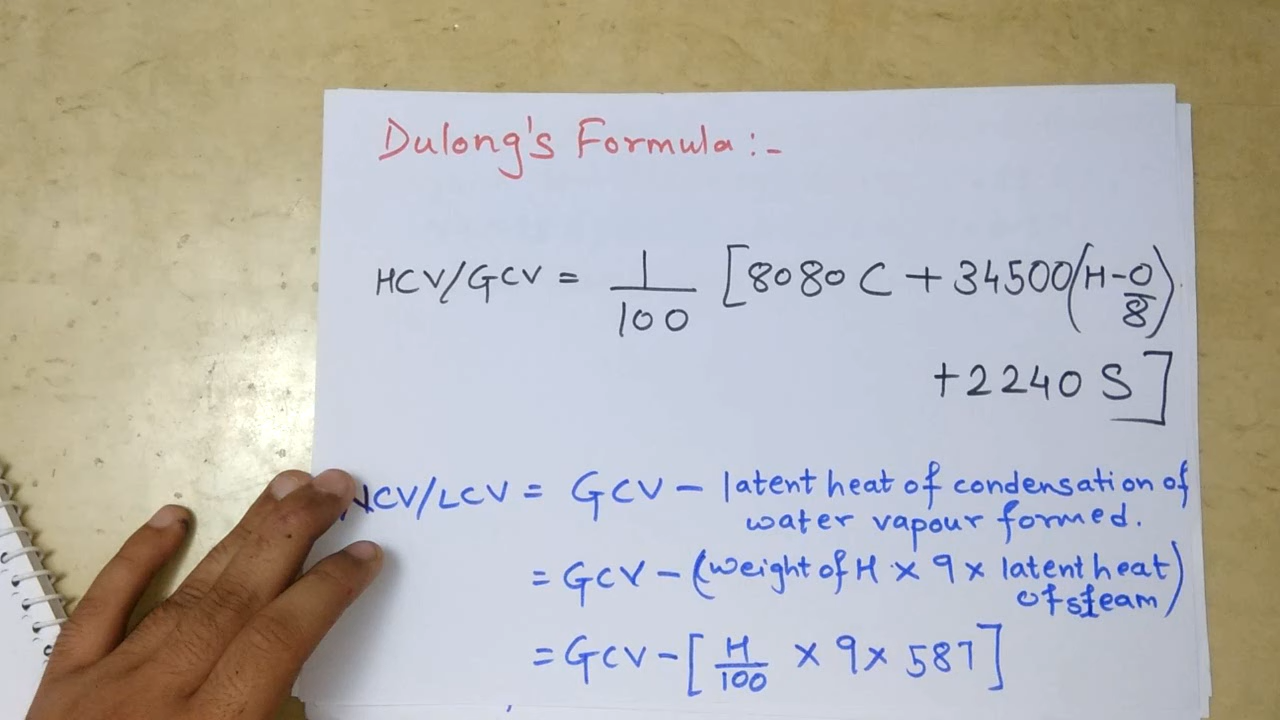 Dulong's Formula :-
HCV/GCV = 1/100 [8080 C + 34500 (H - O/8)
+ 2240 S]
NCV/LCV = GCV - latent heat of condensation of
water vapour formed.
= GCV - (weight of H × 9 × latent heat
of steam)
= GCV - [H/100 × 9 × 587]